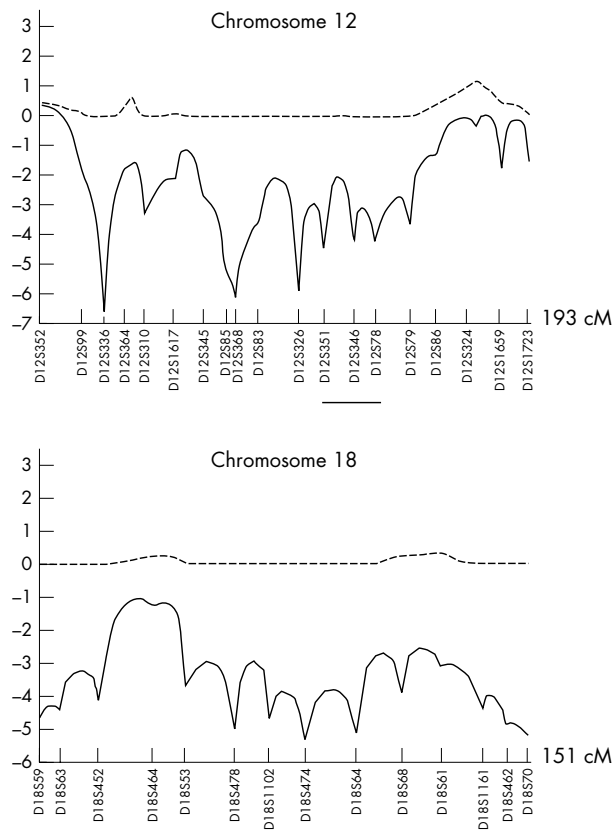 Chromosome 12
3
2
1
0
–1
–2
–3
–4
–5
–6
–7
193 cM
D12S352
D12S99
D12S336
D12S364
D12S310
D12S1617
D12S345
D12S85
D12S368
D12S83
D12S326
D12S351
D12S346
D12S78
D12S79
D12S86
D12S324
D12S1659
D12S1723
Chromosome 18
3
2
1
0
–1
–2
–3
–4
–5
–6
151 cM
D18S59
D18S63
D18S452
D18S464
D18S53
D18S478
D18S1102
D18S474
D18S64
D18S68
D18S61
D18S1161
D18S462
D18S70